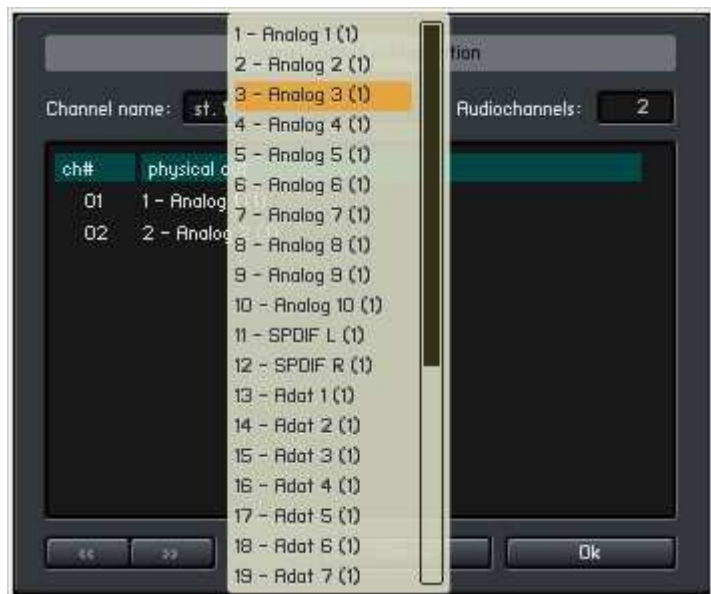 tion
Channel name: st.
Audiochannels: 2
ch# physical
01 1 - Analog
02 2 - Analog
1 - Analog 1 (1)
2 - Analog 2 (1)
3 - Analog 3 (1)
4 - Analog 4 (1)
5 - Analog 5 (1)
6 - Analog 6 (1)
7 - Analog 7 (1)
8 - Analog 8 (1)
9 - Analog 9 (1)
10 - Analog 10 (1)
11 - SPDIF L (1)
12 - SPDIF R (1)
13 - Adat 1 (1)
14 - Adat 2 (1)
15 - Adat 3 (1)
16 - Adat 4 (1)
17 - Adat 5 (1)
18 - Adat 6 (1)
19 - Adat 7 (1)
<< >> Ok